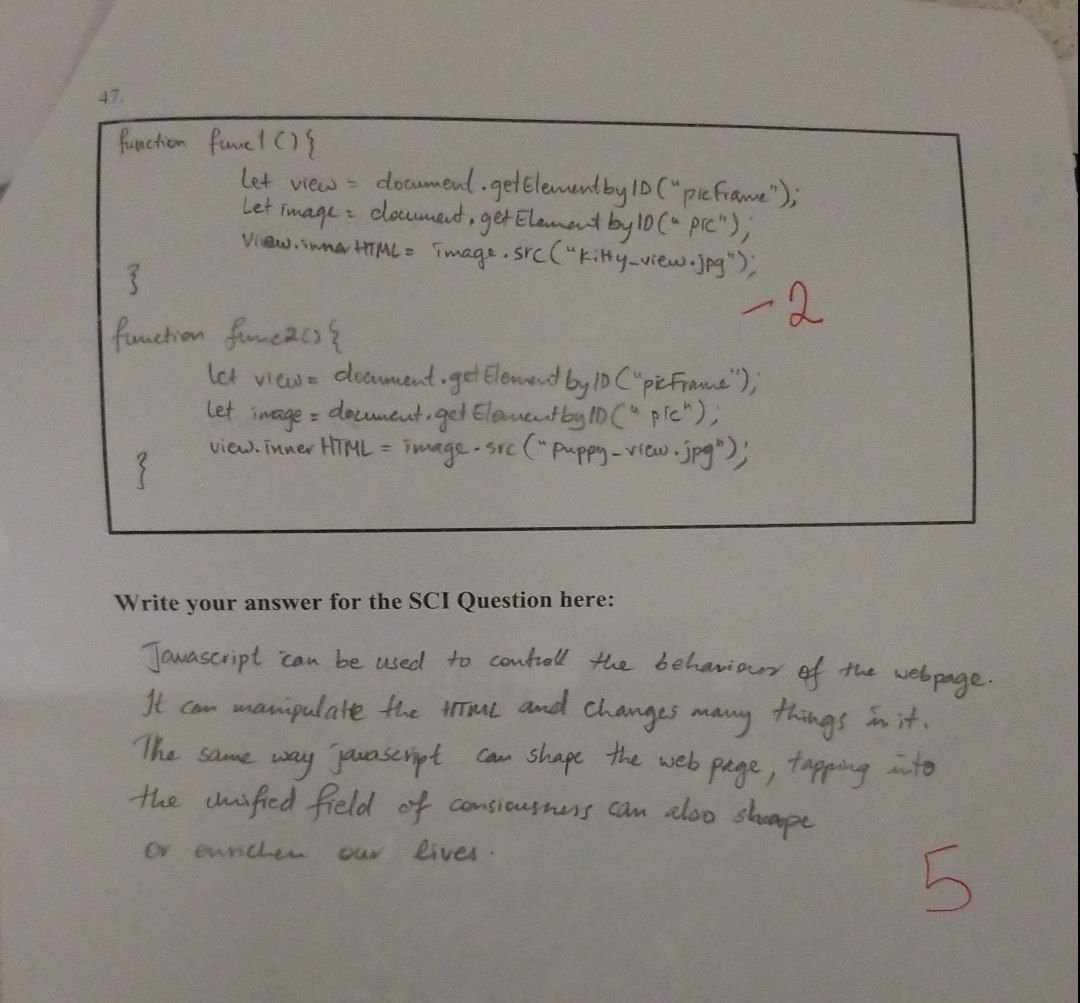 47.
function func1(){
Let view = document.getElementbyID("picframe");
Let image = document.getElementbyID("pic");
View.innerHTML = image.src("Kitty_view.jpg");
}
-2
function func2(){
let view = document.getElementbyID("picFrame");
Let image = document.getElementbyID("pic");
view.innerHTML = image.src("puppy_view.jpg");
}
Write your answer for the SCI Question here:
Javascript can be used to controll the behaviour of the webpage.
It can manipulate the HTML and changes many things in it.
The same way javascript can shape the web page, tapping into
the unified field of consiousness can also shape
or enrichen our lives.
5